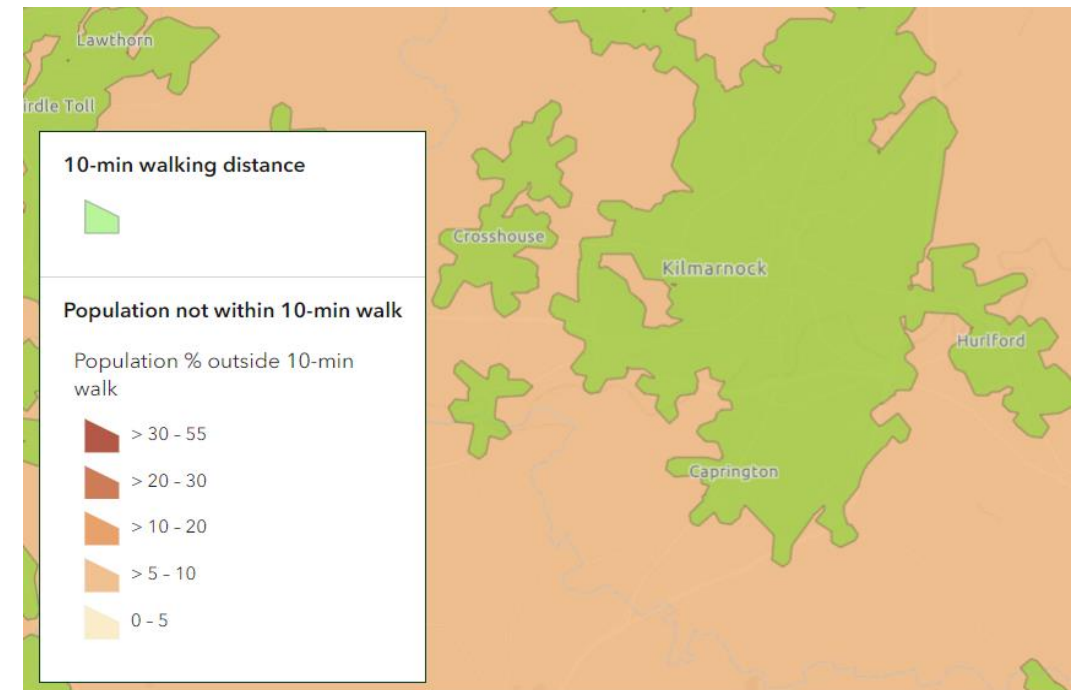 Lawthorn
irdle Toll
10-min walking distance
Population not within 10-min walk
Population % outside 10-min
walk
> 30 - 55
> 20 - 30
> 10 - 20
> 5 - 10
0 - 5
Crosshouse
Kilmarnock
Hurlford
Caprington